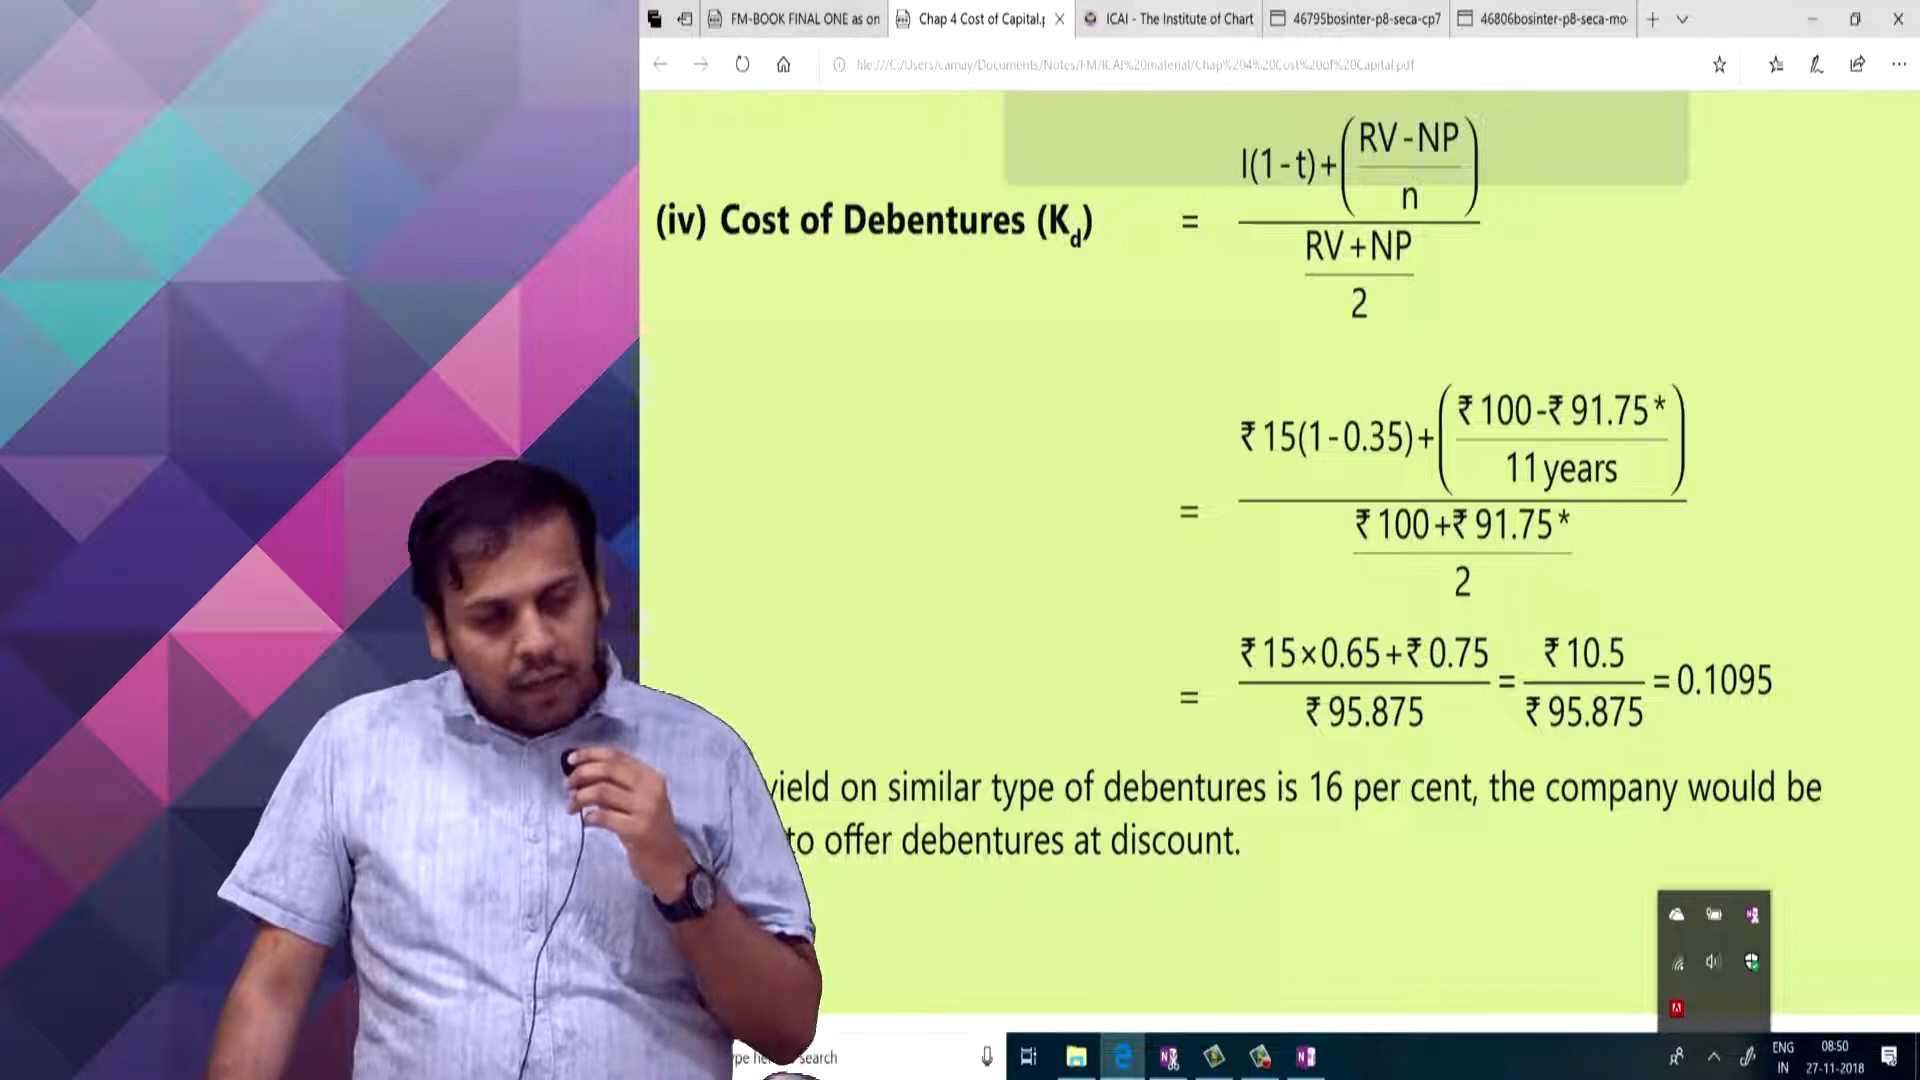 FM-BOOK FINAL ONE as on
Chap 4 Cost of Capital.p
ICAI - The Institute of Chart
46795bosinter-p8-seca-cp7
46806bosinter-p8-seca-mo
file:///C:/Users/camay/Documents/Notes/FM/ICAI%20material/Chap%204%20Cost%20of%20Capital.pdf
(iv) Cost of Debentures (Kd) = I(1-t)+(RV-NP/n)
RV+NP
2
= ₹ 15(1-0.35)+(₹ 100-₹ 91.75*/11 years)
₹ 100+₹ 91.75*
2
= ₹ 15×0.65+₹ 0.75 / ₹ 95.875 = ₹ 10.5 / ₹ 95.875 = 0.1095
yield on similar type of debentures is 16 per cent, the company would be
to offer debentures at discount.
search
ENG
IN
08:50
27-11-2018